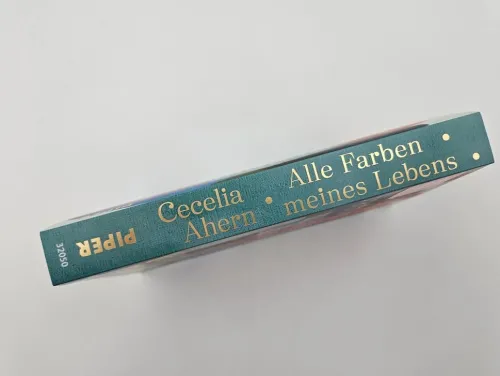 Cecelia
Ahern
Alle Farben
meines Lebens
PIPER
32050